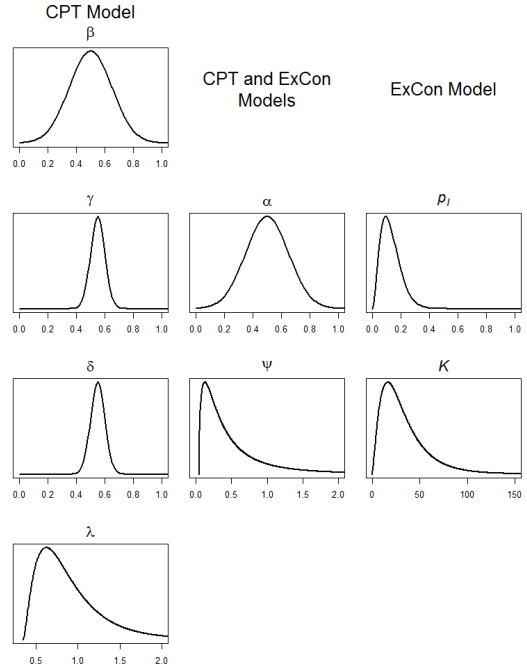 CPT Model
β
0.0 0.2 0.4 0.6 0.8 1.0
CPT and ExCon
Models
ExCon Model
γ
0.0 0.2 0.4 0.6 0.8 1.0
α
0.0 0.2 0.4 0.6 0.8 1.0
pI
0.0 0.2 0.4 0.6 0.8 1.0
δ
0.0 0.2 0.4 0.6 0.8 1.0
Ψ
0.0 0.5 1.0 1.5 2.0
K
0 50 100 150
λ
0.5 1.0 1.5 2.0